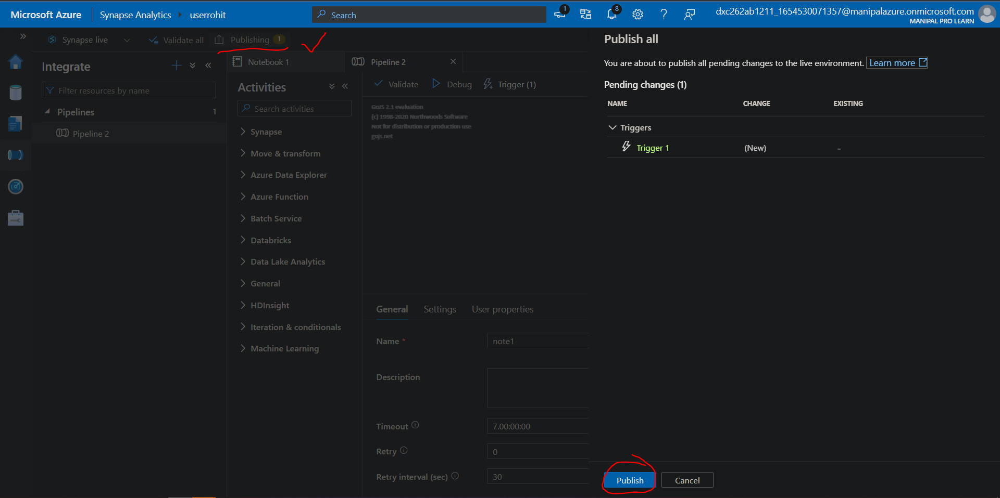 Microsoft Azure
Synapse Analytics
userrohit
Search
1
8
dxc262ab1211_1654530071357@manipalazure.onmicrosoft.com
MANIPAL PRO LEARN
Synapse live
Validate all
Publishing
1
Integrate
Filter resources by name
Pipelines
1
Pipeline 2
Notebook 1
Pipeline 2
Activities
Search activities
Synapse
Move & transform
Azure Data Explorer
Azure Function
Batch Service
Databricks
Data Lake Analytics
General
HDInsight
Iteration & conditionals
Machine Learning
Validate
Debug
Trigger (1)
GoJS 2.1 evaluation
(c) 1998-2020 Northwoods Software
Not for distribution or production use
gojs.net
General
Settings
User properties
Name *
note1
Description
Timeout
7.00:00:00
Retry
0
Retry interval (sec)
30
Publish all
You are about to publish all pending changes to the live environment. Learn more
Pending changes (1)
NAME CHANGE EXISTING
Triggers
Trigger 1 (New) -
Publish
Cancel